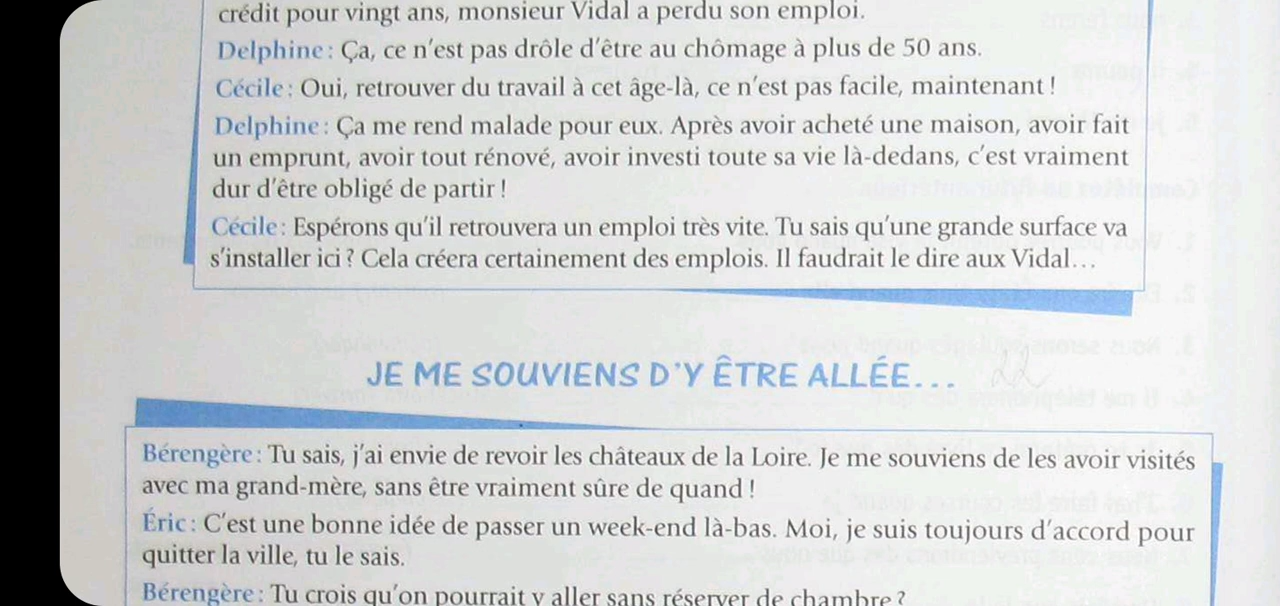 crédit pour vingt ans, monsieur Vidal a perdu son emploi.
Delphine : Ça, ce n'est pas drôle d'être au chômage à plus de 50 ans.
Cécile : Oui, retrouver du travail à cet âge-là, ce n'est pas facile, maintenant !
Delphine : Ça me rend malade pour eux. Après avoir acheté une maison, avoir fait
un emprunt, avoir tout rénové, avoir investi toute sa vie là-dedans, c'est vraiment
dur d'être obligé de partir !
Cécile : Espérons qu'il retrouvera un emploi très vite. Tu sais qu'une grande surface va
s'installer ici ? Cela créera certainement des emplois. Il faudrait le dire aux Vidal…
JE ME SOUVIENS D'Y ÊTRE ALLÉE...
Bérengère : Tu sais, j'ai envie de revoir les châteaux de la Loire. Je me souviens de les avoir visités
avec ma grand-mère, sans être vraiment sûre de quand !
Éric : C'est une bonne idée de passer un week-end là-bas. Moi, je suis toujours d'accord pour
quitter la ville, tu le sais.
Bérengère : Tu crois qu'on pourrait y aller sans réserver de chambre ?